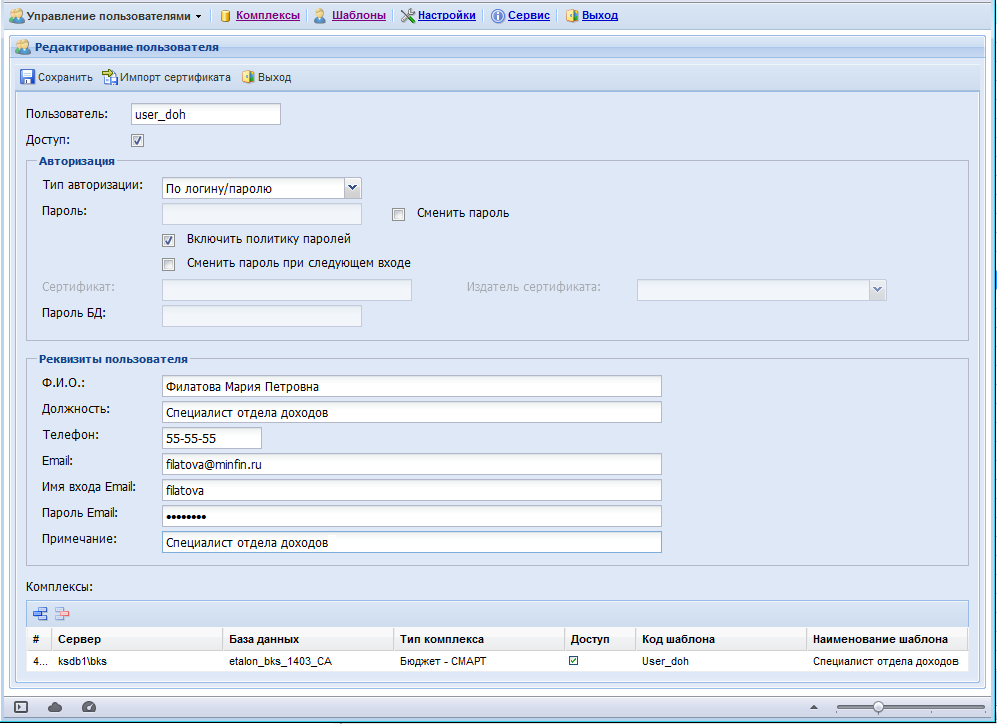 Управление пользователями Комплексы Шаблоны Настройки Сервис Выход
Редактирование пользователя
Сохранить Импорт сертификата Выход
Пользователь: user_doh
Доступ:
Авторизация
Тип авторизации: По логину/паролю
Пароль: Сменить пароль
Включить политику паролей
Сменить пароль при следующем входе
Сертификат: Издатель сертификата:
Пароль БД:
Реквизиты пользователя
Ф.И.О.: Филатова Мария Петровна
Должность: Специалист отдела доходов
Телефон: 55-55-55
Email: filatova@minfin.ru
Имя входа Email: filatova
Пароль Email: ••••••••
Примечание: Специалист отдела доходов
Комплексы:
# Сервер База данных Тип комплекса Доступ Код шаблона Наименование шаблона
4... ksdb1\bks etalon_bks_1403_CA Бюджет - СМАРТ User_doh Специалист отдела доходов